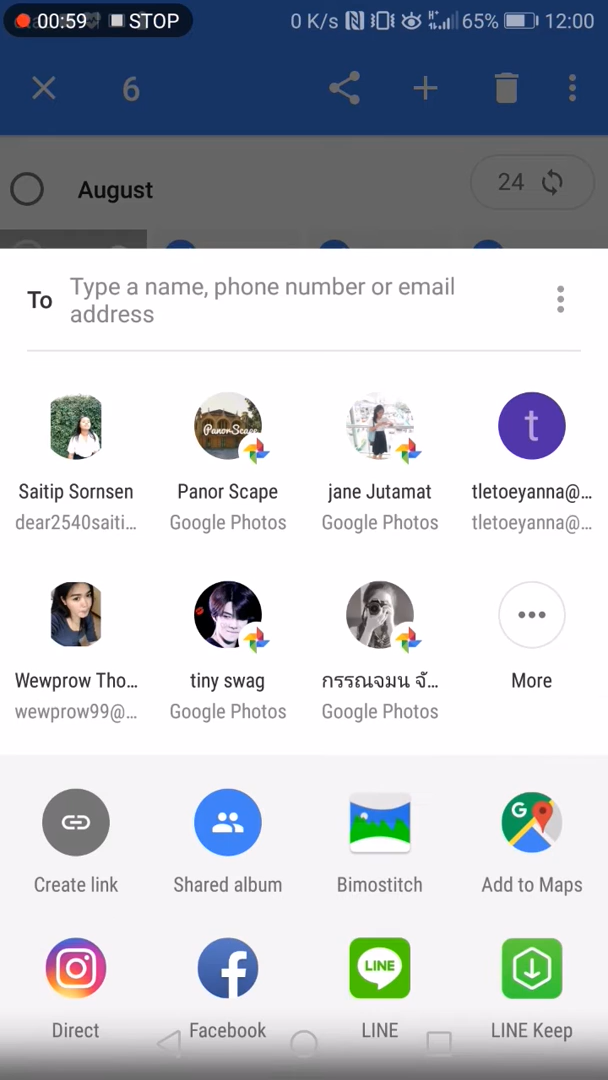 00:59 STOP 0 K/s 65% 12:00
6
August 24
To Type a name, phone number or email
address
t
Saitip Sornsen Panor Scape jane Jutamat tletoeyanna@...
dear2540saiti... Google Photos Google Photos tletoeyanna@...
Wewprow Tho... tiny swag กรรณจมน จั... More
wewprow99@... Google Photos Google Photos
Create link Shared album Bimostitch Add to Maps
LINE
Direct Facebook LINE LINE Keep